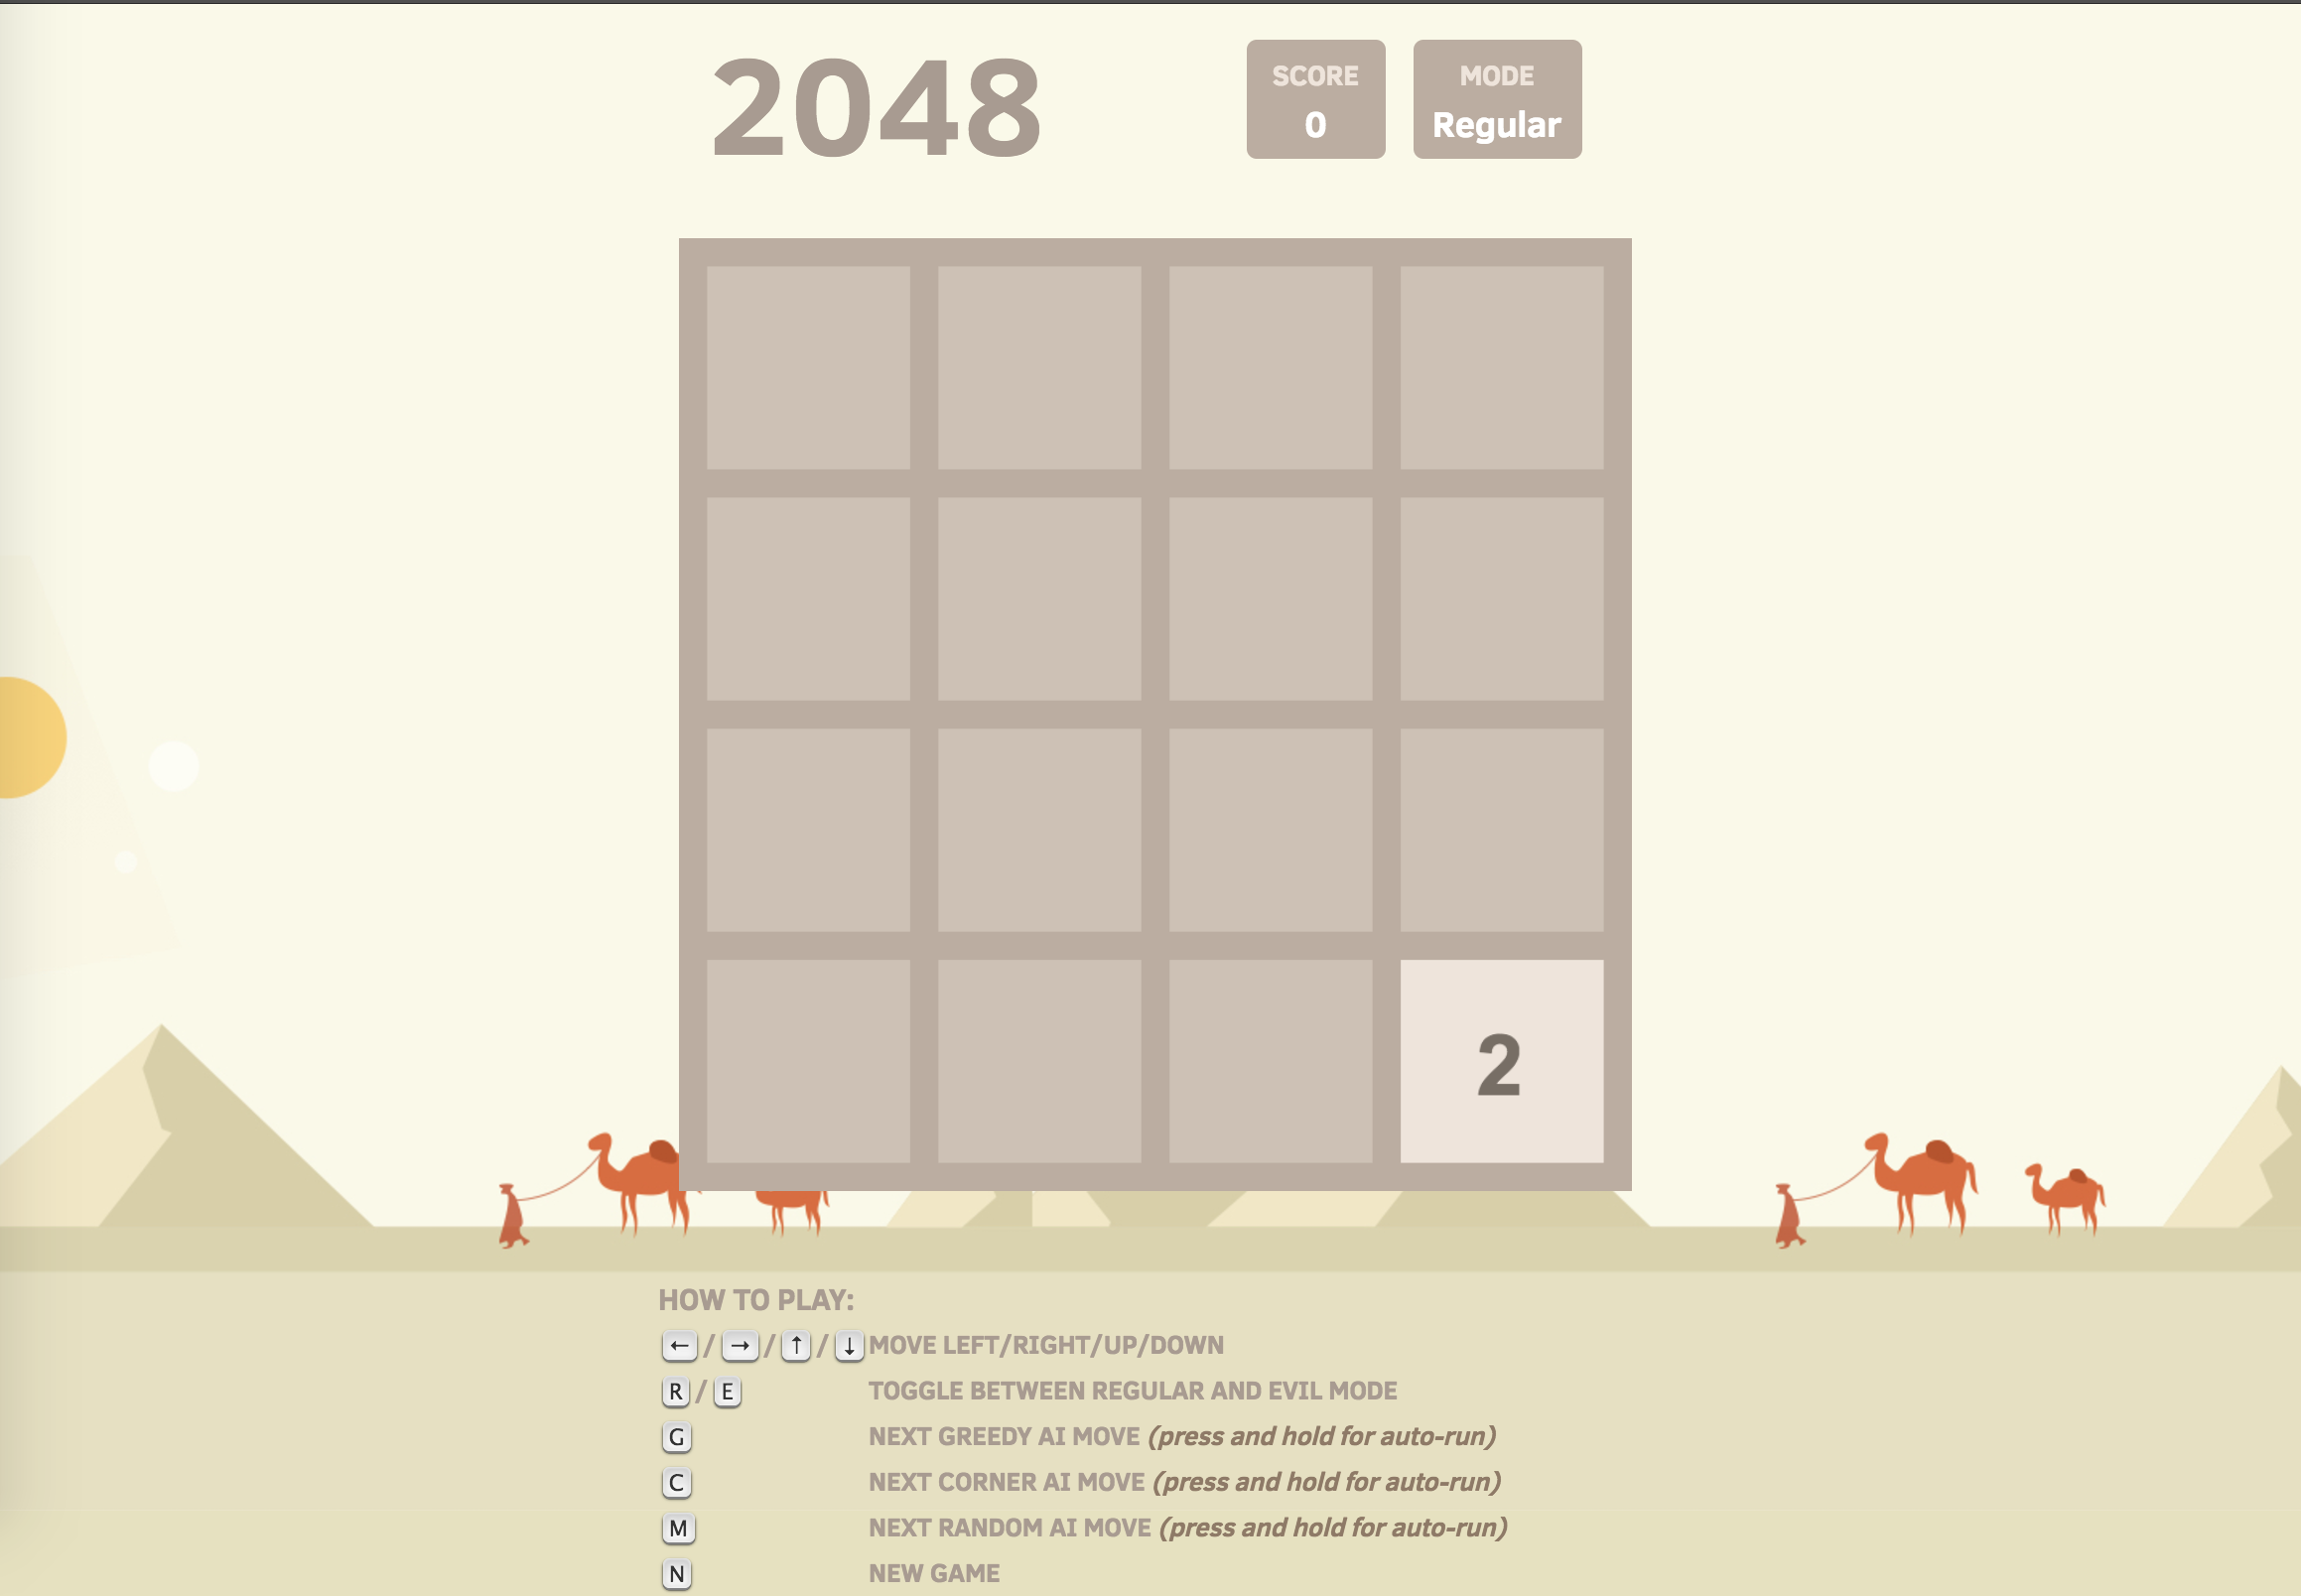 2048
SCORE
0
MODE
Regular
2
HOW TO PLAY:
← / → / ↑ / ↓ MOVE LEFT/RIGHT/UP/DOWN
R / E TOGGLE BETWEEN REGULAR AND EVIL MODE
G NEXT GREEDY AI MOVE (press and hold for auto-run)
C NEXT CORNER AI MOVE (press and hold for auto-run)
M NEXT RANDOM AI MOVE (press and hold for auto-run)
N NEW GAME